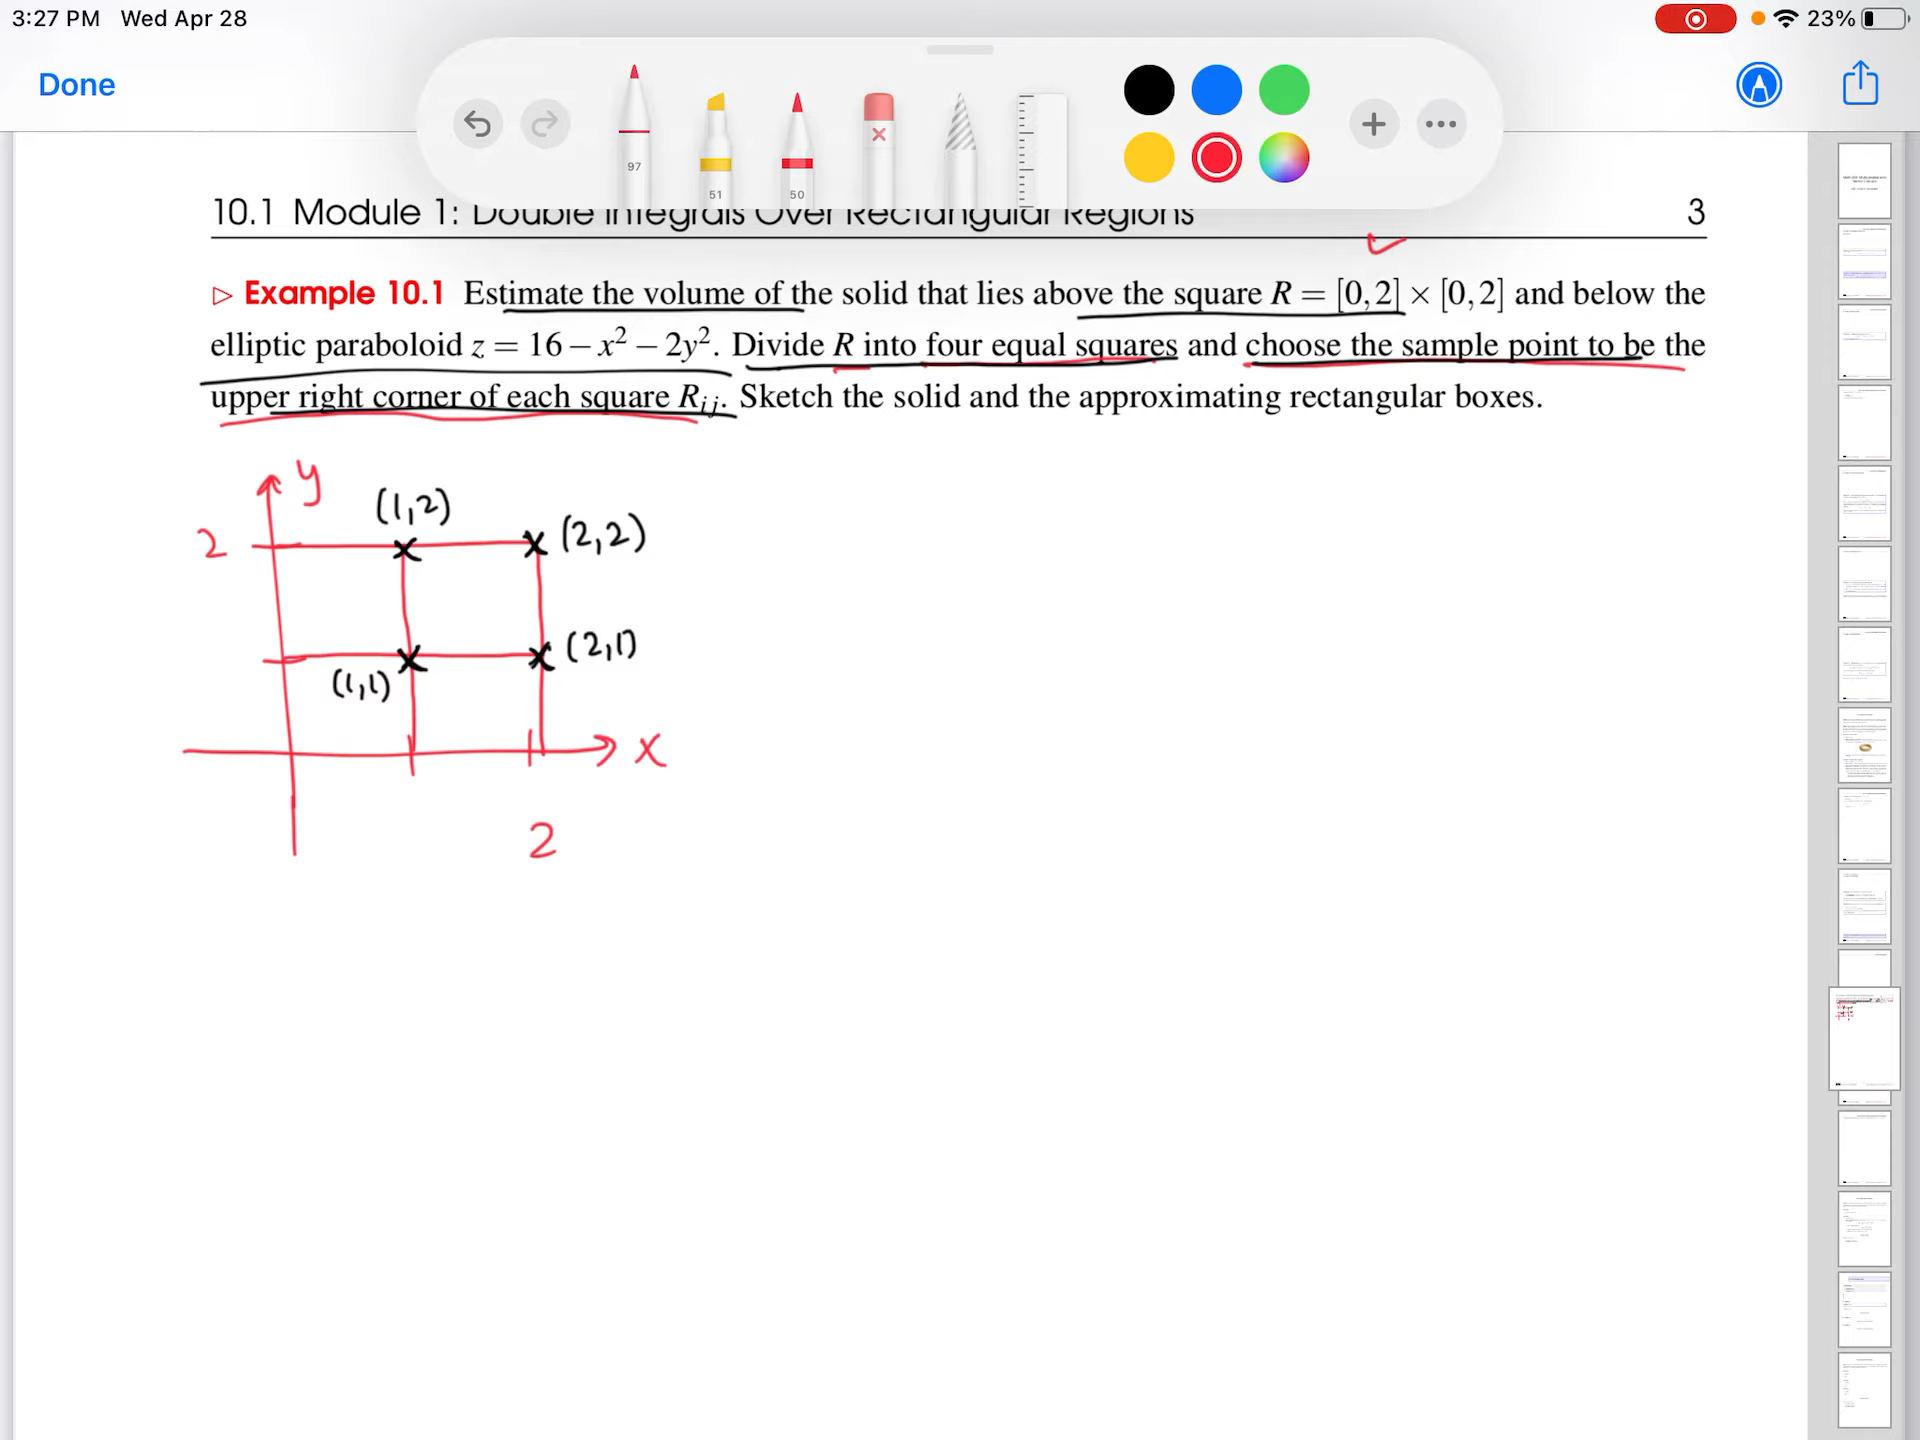 3:27 PM Wed Apr 28
23%
Done
97
51
50
10.1 Module 1: Double Integrals Over Rectangular Regions
3
▷ Example 10.1 Estimate the volume of the solid that lies above the square R = [0,2] × [0,2] and below the
elliptic paraboloid z = 16 − x² − 2y². Divide R into four equal squares and choose the sample point to be the
upper right corner of each square Rᵢⱼ. Sketch the solid and the approximating rectangular boxes.
y
(1,2)
2
(2,2)
(2,1)
(1,1)
x
2